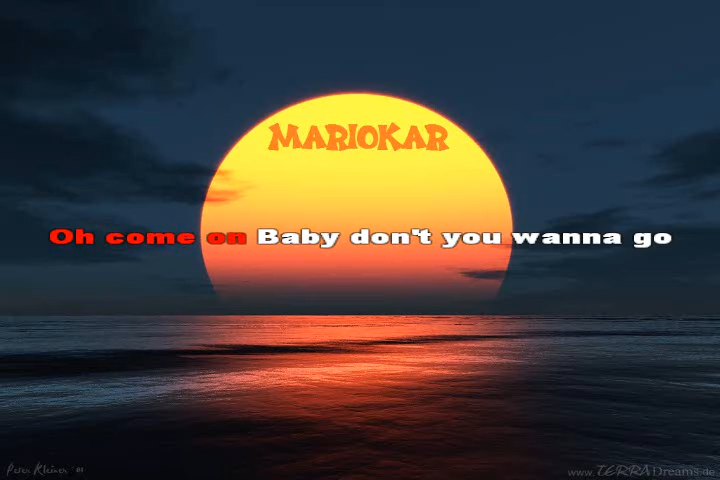 MARIOKAR
Oh come on Baby don't you wanna go
Peter Kleiner '01
www.TERRADreams.de